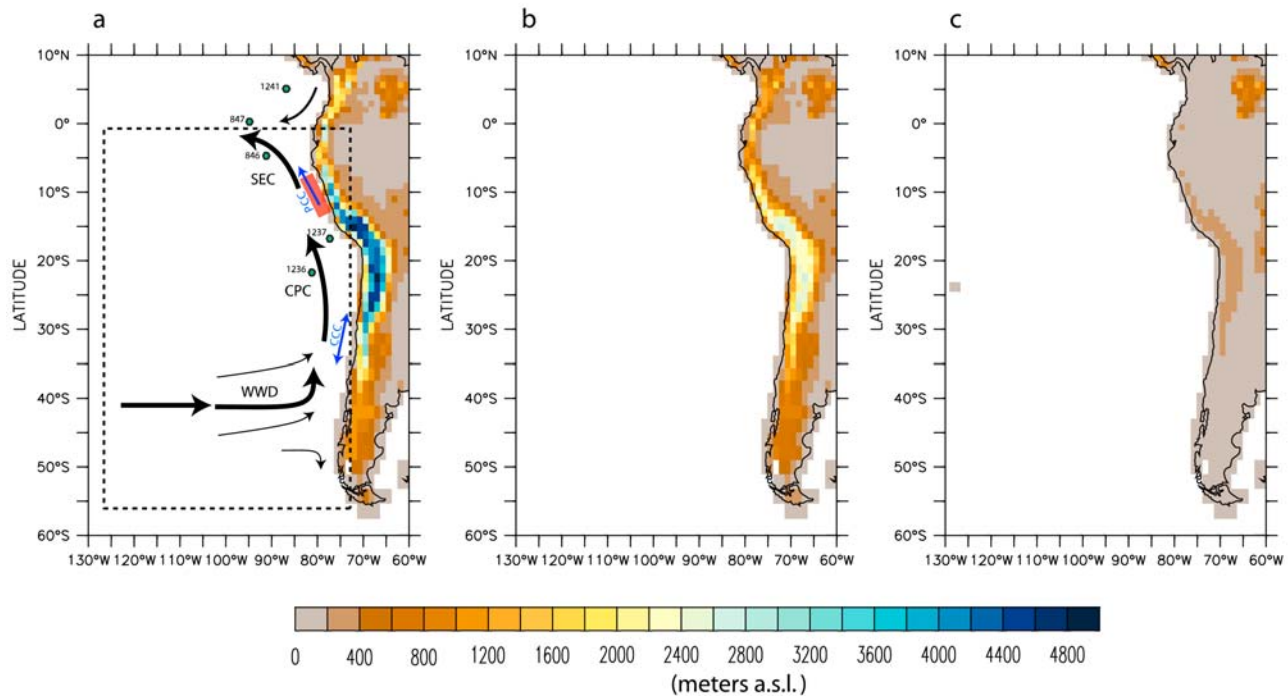 a
b
c
10°N
0°
10°S
20°S
30°S
40°S
50°S
60°S
LATITUDE
130°W 120°W 110°W 100°W 90°W 80°W 70°W 60°W
1241
847
846
SEC
PCC
1237
1236
CPC
CCC
WWD
10°N
0°
10°S
20°S
30°S
40°S
50°S
60°S
LATITUDE
130°W 120°W 110°W 100°W 90°W 80°W 70°W 60°W
10°N
0°
10°S
20°S
30°S
40°S
50°S
60°S
LATITUDE
130°W 120°W 110°W 100°W 90°W 80°W 70°W 60°W
0 400 800 1200 1600 2000 2400 2800 3200 3600 4000 4400 4800
(meters a.s.l.)